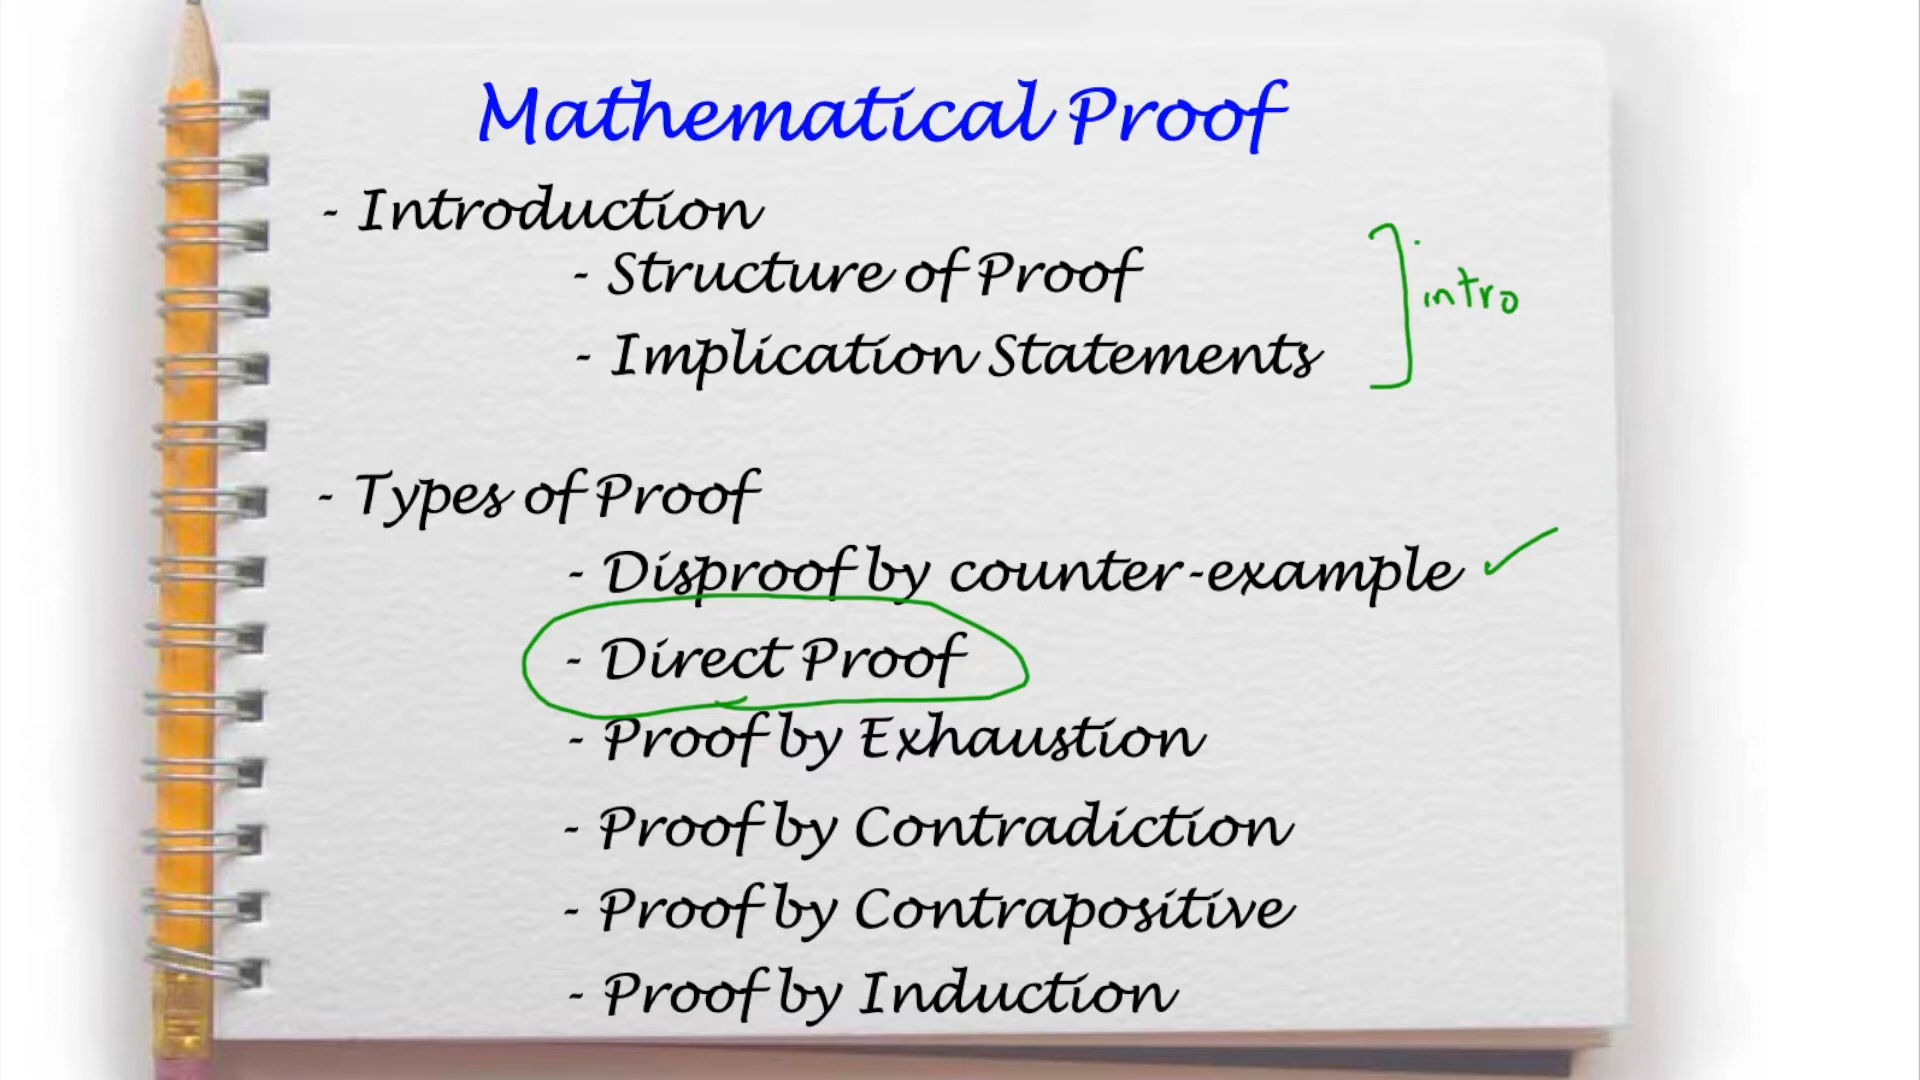 Mathematical Proof
- Introduction
- Structure of Proof
- Implication Statements
intro
- Types of Proof
- Disproof by counter-example
- Direct Proof
- Proof by Exhaustion
- Proof by Contradiction
- Proof by Contrapositive
- Proof by Induction